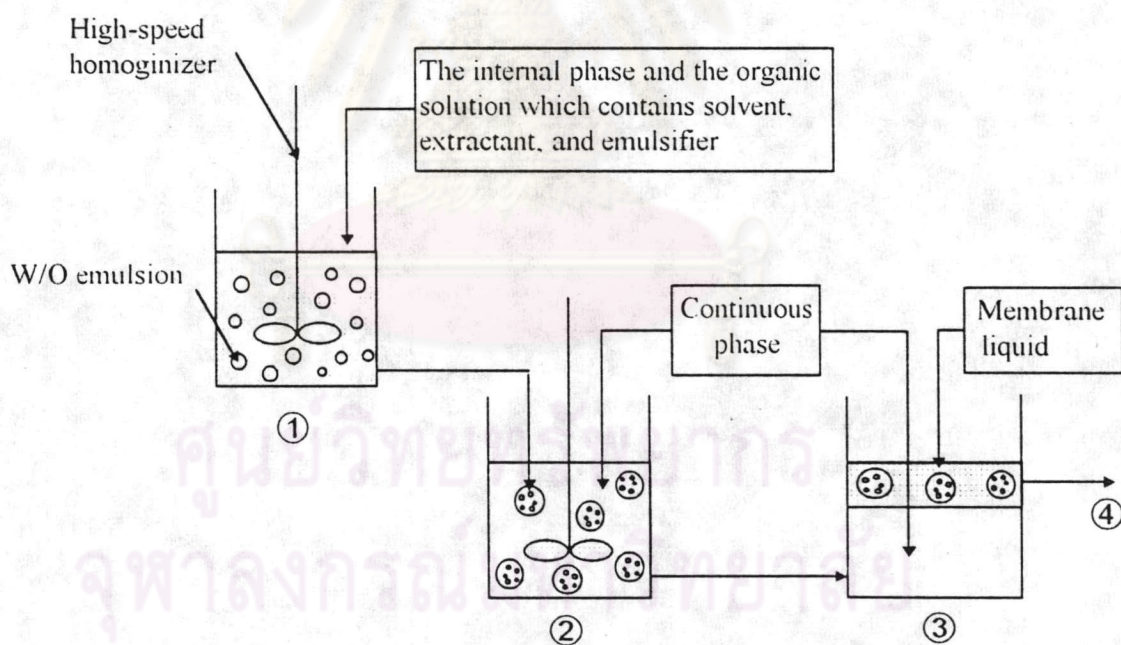 High-speed
homoginizer
The internal phase and the organic
solution which contains solvent,
extractant, and emulsifier
W/O emulsion
Continuous
phase
Membrane
liquid
①
②
③
④
ศูนย์วิทยทรัพยากร
จุฬาลงกรณ์มหาวิทยาลัย